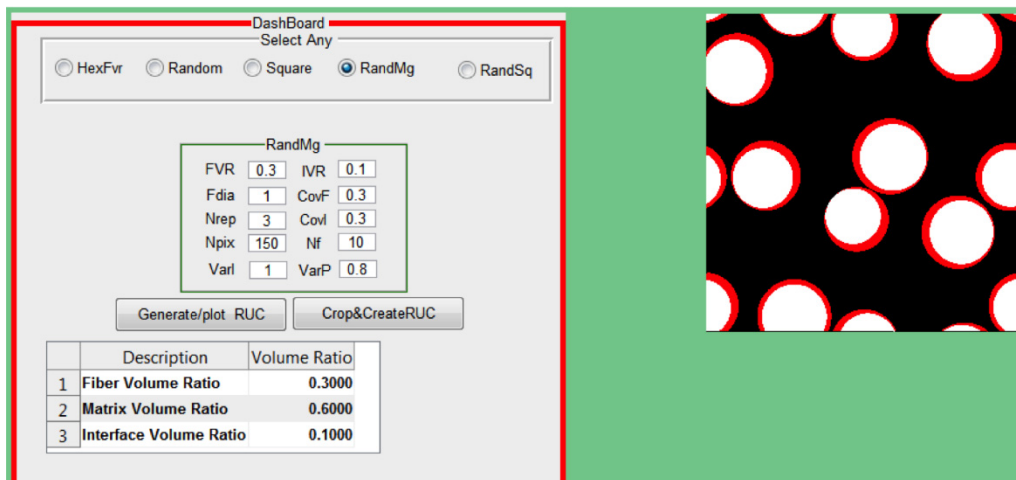 DashBoard
Select Any
HexFvr Random Square RandMg RandSq
RandMg
FVR 0.3 IVR 0.1
Fdia 1 CovF 0.3
Nrep 3 CovI 0.3
Npix 150 Nf 10
VarI 1 VarP 0.8
Generate/plot RUC Crop&CreateRUC
Description Volume Ratio
1 Fiber Volume Ratio 0.3000
2 Matrix Volume Ratio 0.6000
3 Interface Volume Ratio 0.1000